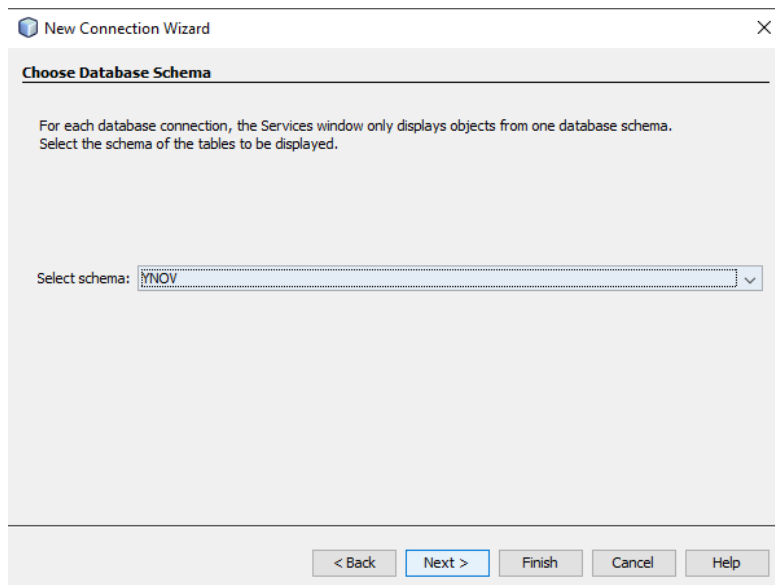 New Connection Wizard
Choose Database Schema
For each database connection, the Services window only displays objects from one database schema.
Select the schema of the tables to be displayed.
Select schema: YNOV
< Back Next > Finish Cancel Help